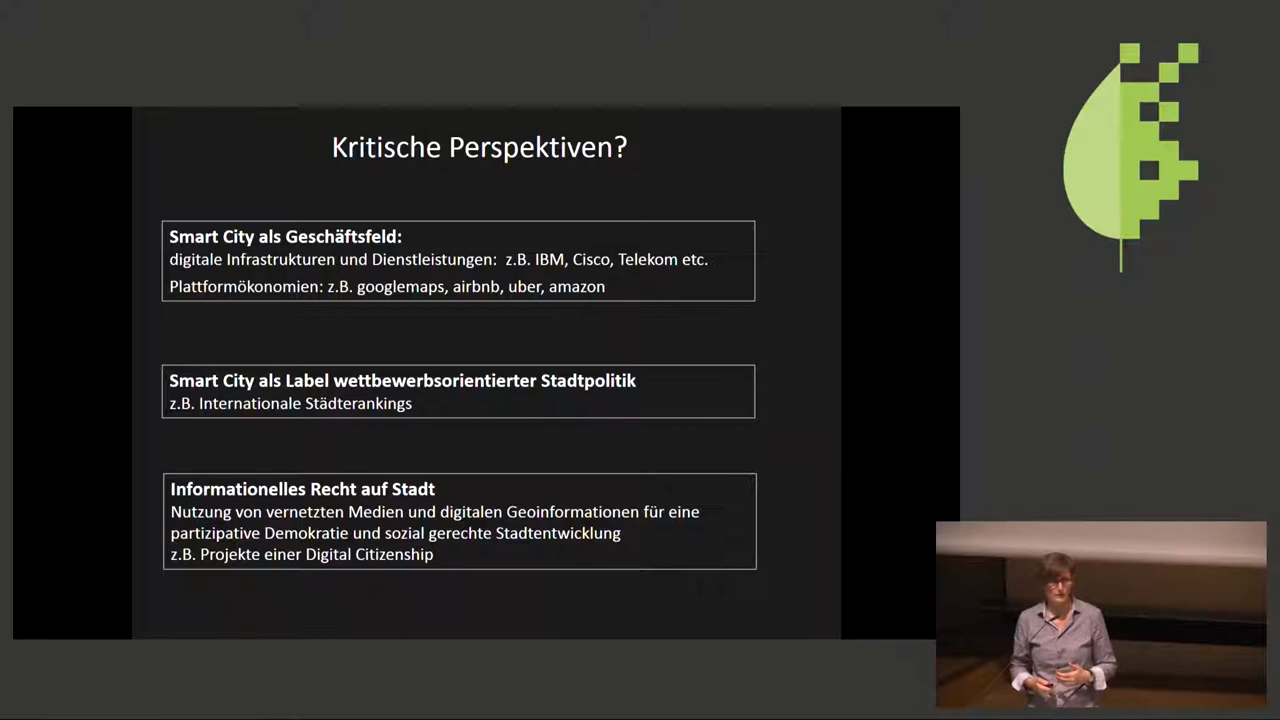 Kritische Perspektiven?
Smart City als Geschäftsfeld:
digitale Infrastrukturen und Dienstleistungen: z.B. IBM, Cisco, Telekom etc.
Plattformökonomien: z.B. googlemaps, airbnb, uber, amazon
Smart City als Label wettbewerbsorientierter Stadtpolitik
z.B. Internationale Städterankings
Informationelles Recht auf Stadt
Nutzung von vernetzten Medien und digitalen Geoinformationen für eine
partizipative Demokratie und sozial gerechte Stadtentwicklung
z.B. Projekte einer Digital Citizenship